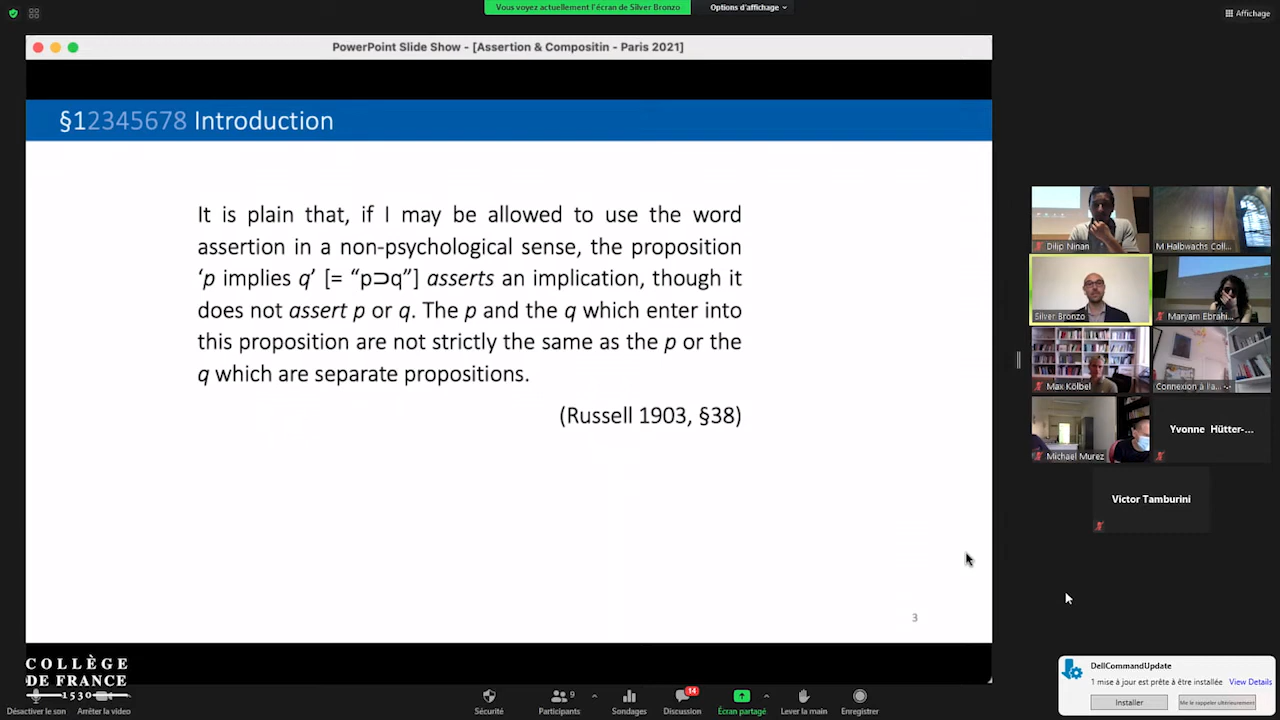 Vous voyez actuellement l'écran de Silver Bronzo
Options d'affichage
Affichage
PowerPoint Slide Show - [Assertion & Compositin - Paris 2021]
§12345678 Introduction
It is plain that, if I may be allowed to use the word
assertion in a non-psychological sense, the proposition
‘p implies q’ [= “p⊃q”] asserts an implication, though it
does not assert p or q. The p and the q which enter into
this proposition are not strictly the same as the p or the
q which are separate propositions.
(Russell 1903, §38)
3
Dilip Ninan
M Halbwachs Coll...
Silver Bronzo
Maryam Ebrahi...
Max Kölbel
Connexion à l'a...
Michael Murez
Yvonne Hütter-...
Victor Tamburini
COLLÈGE
DE FRANCE
1530
DellCommandUpdate
1 mise à jour est prête à être installée View Details
Installer
Me le rappeler ultérieurement
Désactiver le son
Arrêter la vidéo
Sécurité
9
Participants
Sondages
14
Discussion
Écran partagé
Lever la main
Enregistrer